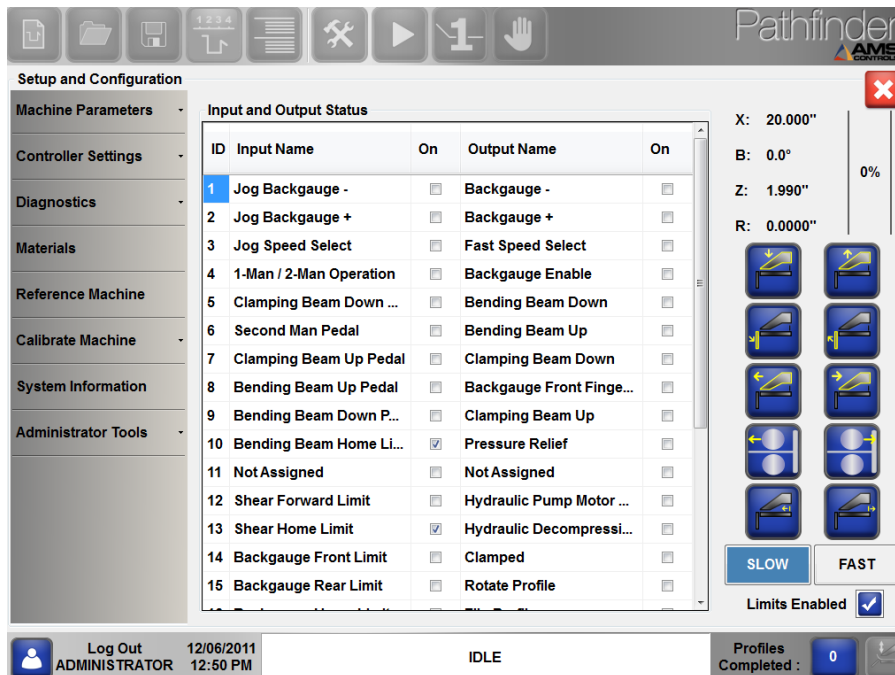 1 2 3 4
1
Pathfinder
AMS
Setup and Configuration
Machine Parameters
Controller Settings
Diagnostics
Materials
Reference Machine
Calibrate Machine
System Information
Administrator Tools
Input and Output Status
ID Input Name On Output Name On
1 Jog Backgauge - Backgauge -
2 Jog Backgauge + Backgauge +
3 Jog Speed Select Fast Speed Select
4 1-Man / 2-Man Operation Backgauge Enable
5 Clamping Beam Down ... Bending Beam Down
6 Second Man Pedal Bending Beam Up
7 Clamping Beam Up Pedal Clamping Beam Down
8 Bending Beam Up Pedal Backgauge Front Finge...
9 Bending Beam Down P... Clamping Beam Up
10 Bending Beam Home Li... Pressure Relief
11 Not Assigned Not Assigned
12 Shear Forward Limit Hydraulic Pump Motor ...
13 Shear Home Limit Hydraulic Decompressi...
14 Backgauge Front Limit Clamped
15 Backgauge Rear Limit Rotate Profile
X: 20.000"
B: 0.0°
Z: 1.990"
R: 0.0000"
0%
SLOW FAST
Limits Enabled
Log Out
ADMINISTRATOR
12/06/2011
12:50 PM
IDLE
Profiles
Completed :
0